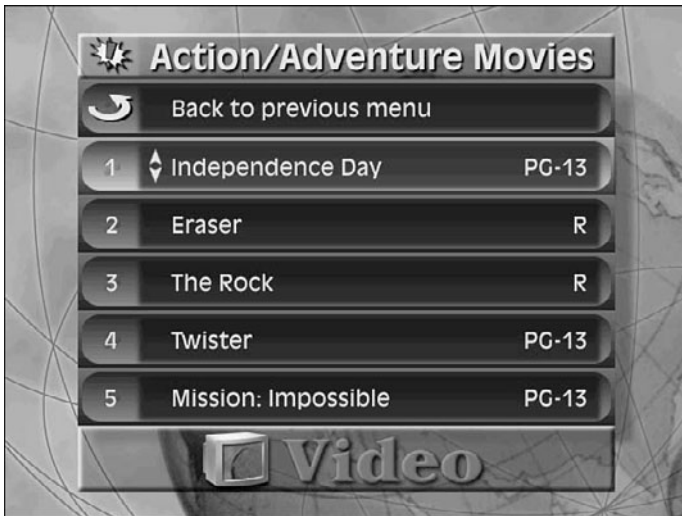 Action/Adventure Movies
Back to previous menu
1 Independence Day PG-13
2 Eraser R
3 The Rock R
4 Twister PG-13
5 Mission: Impossible PG-13
Video